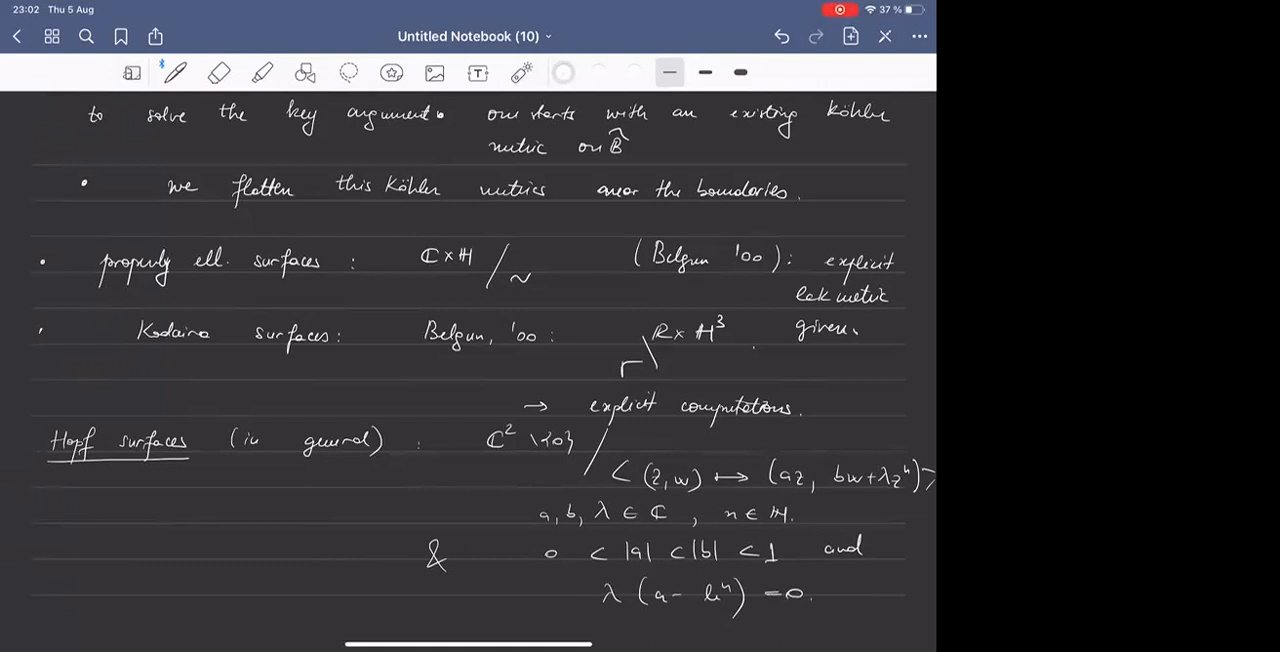 23:02 Thu 5 Aug 37 %
Untitled Notebook (10)
to solve the key argument. one starts with an existing Köhler
metric on B̂
• we flatten this Köhler metrics near the boundaries.
• properly ell. surfaces : ℂ×ℍ / ~ (Belgun '00) : explicit
lck metric
• Kodaira surfaces : Belgun, '00 : Γ\ ℝ×H³. given.
→ explicit computations.
Hopf surfaces (in general) : ℂ² \{0} /
< (z, w) ↦ (az, bw+λzⁿ) >
a, b, λ ∈ ℂ , n ∈ ℕ.
& 0 < |a| < |b| < 1 and
λ (a - bⁿ) = 0.